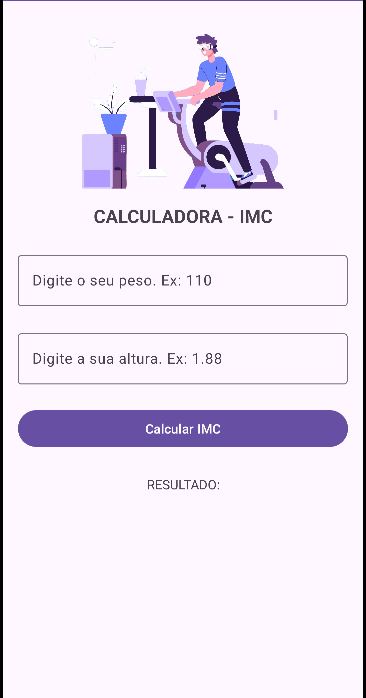 CALCULADORA - IMC
Digite o seu peso. Ex: 110
Digite a sua altura. Ex: 1.88
Calcular IMC
RESULTADO: